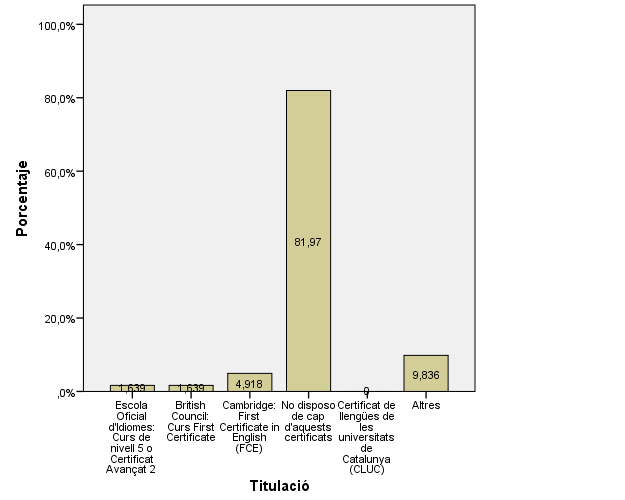 100,0%
80,0%
60,0%
40,0%
20,0%
,0%
Porcentaje
1,639
1,639
4,918
81,97
0
9,836
Escola
Oficial
d'Idiomes:
Curs de
nivell 5 o
Certificat
Avançat 2
British
Council:
Curs First
Certificate
Cambridge:
First
Certificate in
English
(FCE)
No disposo
de cap
d'aquests
certificats
Certificat de
llengües de
les
universitats
de
Catalunya
(CLUC)
Altres
Titulació